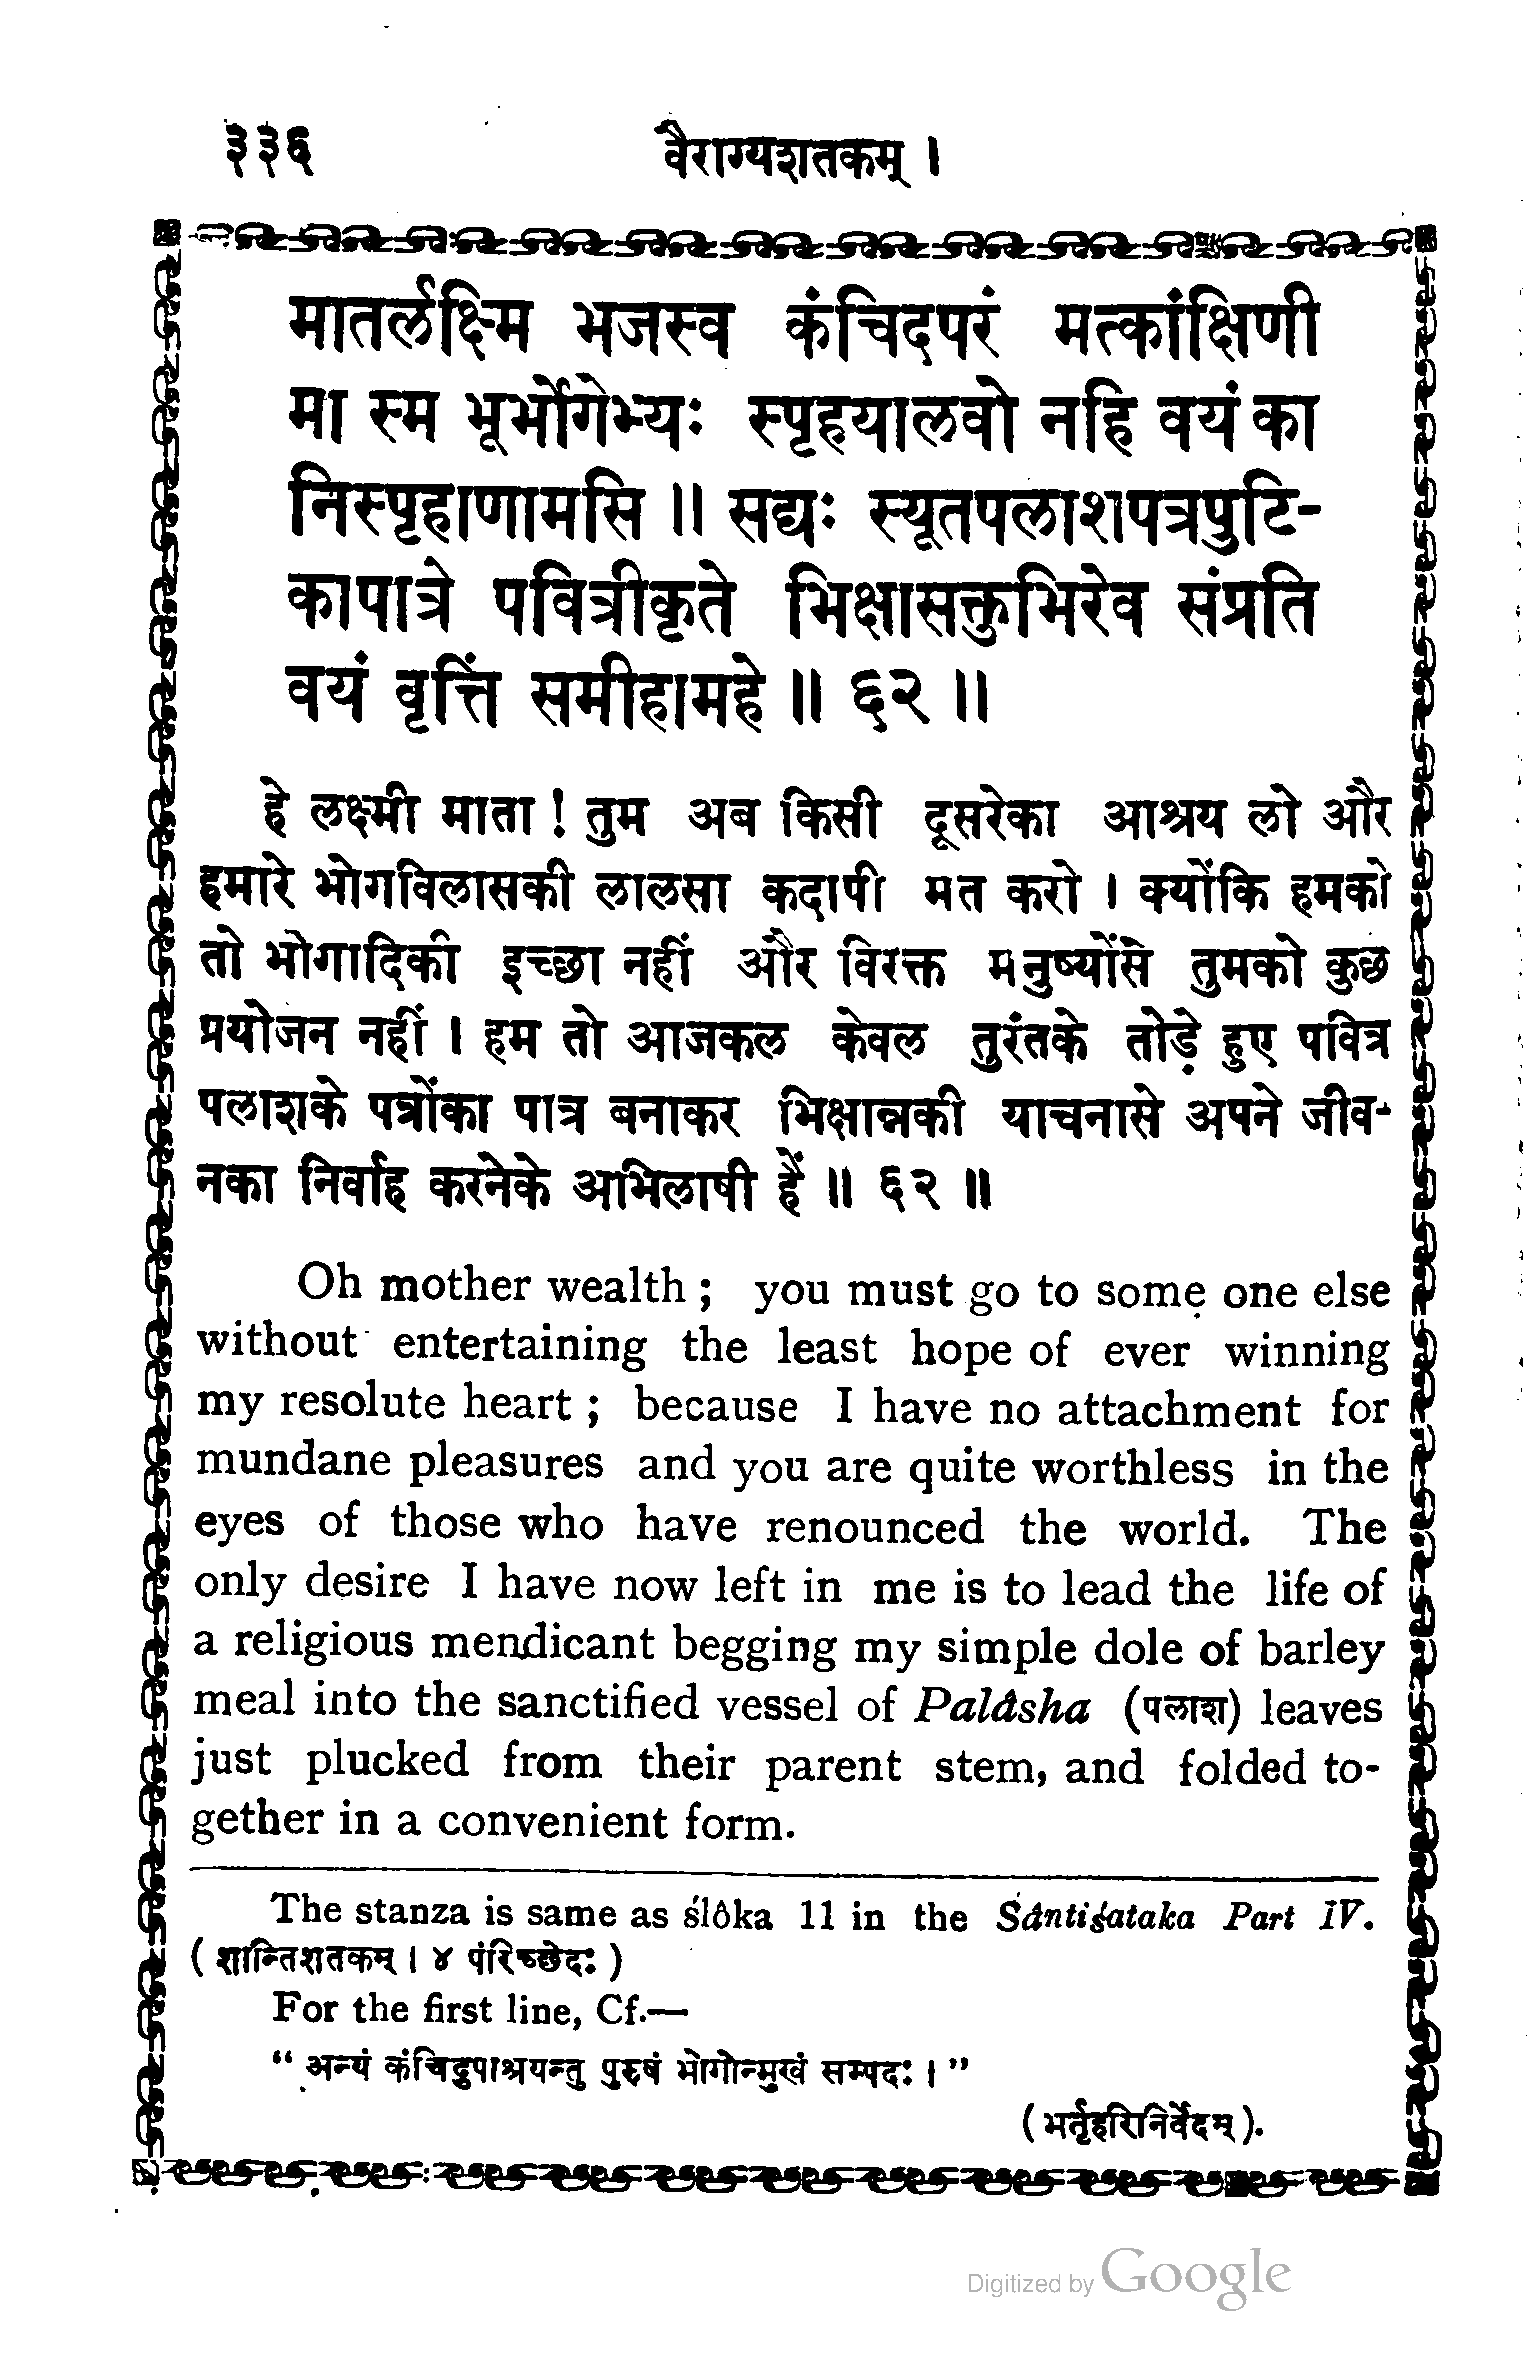 ३३६ वैराग्यशतकम् ।
मातर्लक्ष्मि भजस्व कंचिदपरं मत्कांक्षिणी
मा स्म भूर्भोगेभ्यः स्पृहयालवो नहि वयं का
निस्पृहाणामसि ॥ सद्यः स्यूतपलाशपत्रपुटि-
कापात्रे पवित्रीकृते भिक्षासक्तुभिरेव संप्रति
वयं वृत्तिं समीहामहे ॥ ६२ ॥
हे लक्ष्मी माता ! तुम अब किसी दूसरेका आश्रय लो और
हमारे भोगविलासकी लालसा कदापी मत करो । क्योंकि हमको
तो भोगादिकी इच्छा नहीं और विरक्त मनुष्योंसे तुमको कुछ
प्रयोजन नहीं । हम तो आजकल केवल तुरंतके तोड़े हुए पवित्र
पलाशके पत्रोंका पात्र बनाकर भिक्षान्नकी याचनासे अपने जीव-
नका निर्वाह करनेके अभिलाषी हैं ॥ ६२ ॥
Oh mother wealth ; you must go to some one else
without entertaining the least hope of ever winning
my resolute heart ; because I have no attachment for
mundane pleasures and you are quite worthless in the
eyes of those who have renounced the world. The
only desire I have now left in me is to lead the life of
a religious mendicant begging my simple dole of barley
meal into the sanctified vessel of Palâsha (पलाश) leaves
just plucked from their parent stem, and folded to-
gether in a convenient form.
The stanza is same as ślôka 11 in the Śântiśataka Part IV.
( शान्तिशतकम् । ४ परिच्छेदः )
For the first line, Cf.—
“ अन्यं कंचिदुपाश्रयन्तु पुरुषं भोगोन्मुखं सम्पदः । ”
( भर्तृहरिनिर्वेदम् ).
Digitized by Google